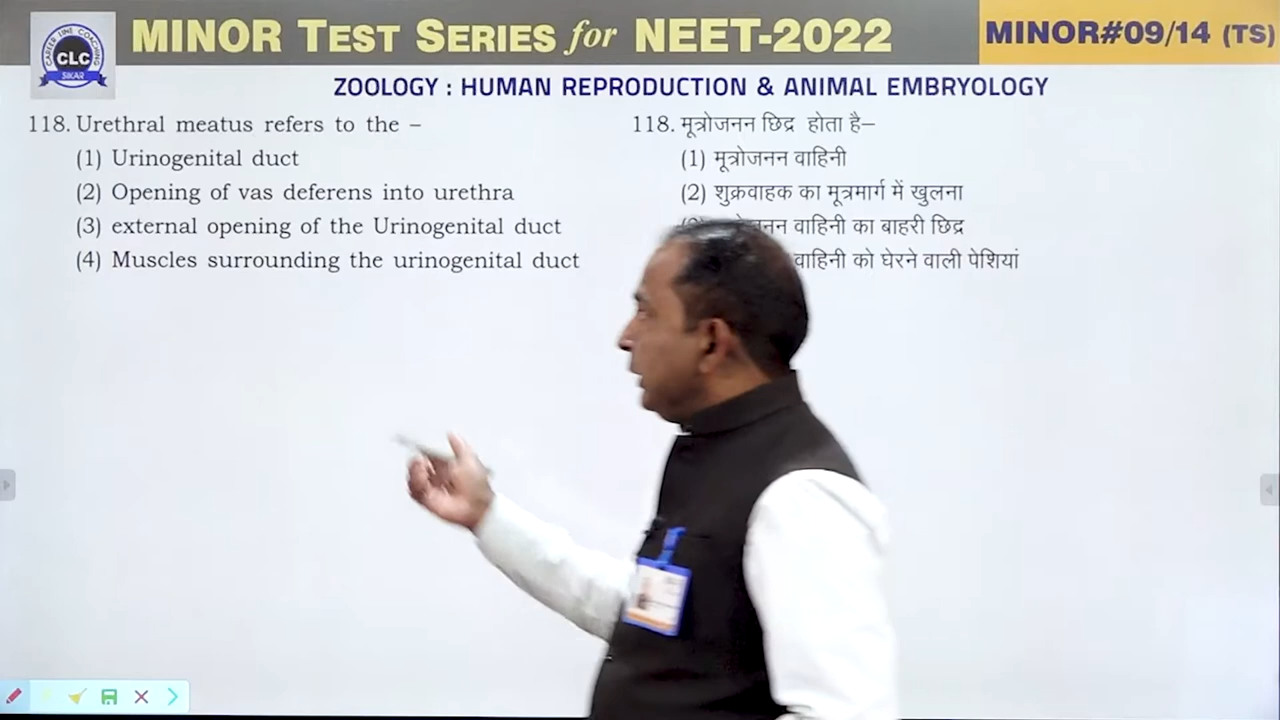 CAREER LINE COACHING
CLC
SIKAR
MINOR TEST SERIES for NEET-2022
MINOR#09/14 (TS)
ZOOLOGY : HUMAN REPRODUCTION & ANIMAL EMBRYOLOGY
118. Urethral meatus refers to the –
(1) Urinogenital duct
(2) Opening of vas deferens into urethra
(3) external opening of the Urinogenital duct
(4) Muscles surrounding the urinogenital duct
118. मूत्रोजनन छिद्र होता है–
(1) मूत्रोजनन वाहिनी
(2) शुक्रवाहक का मूत्रमार्ग में खुलना
वाहिनी का बाहरी छिद्र
वाहिनी को घेरने वाली पेशियां